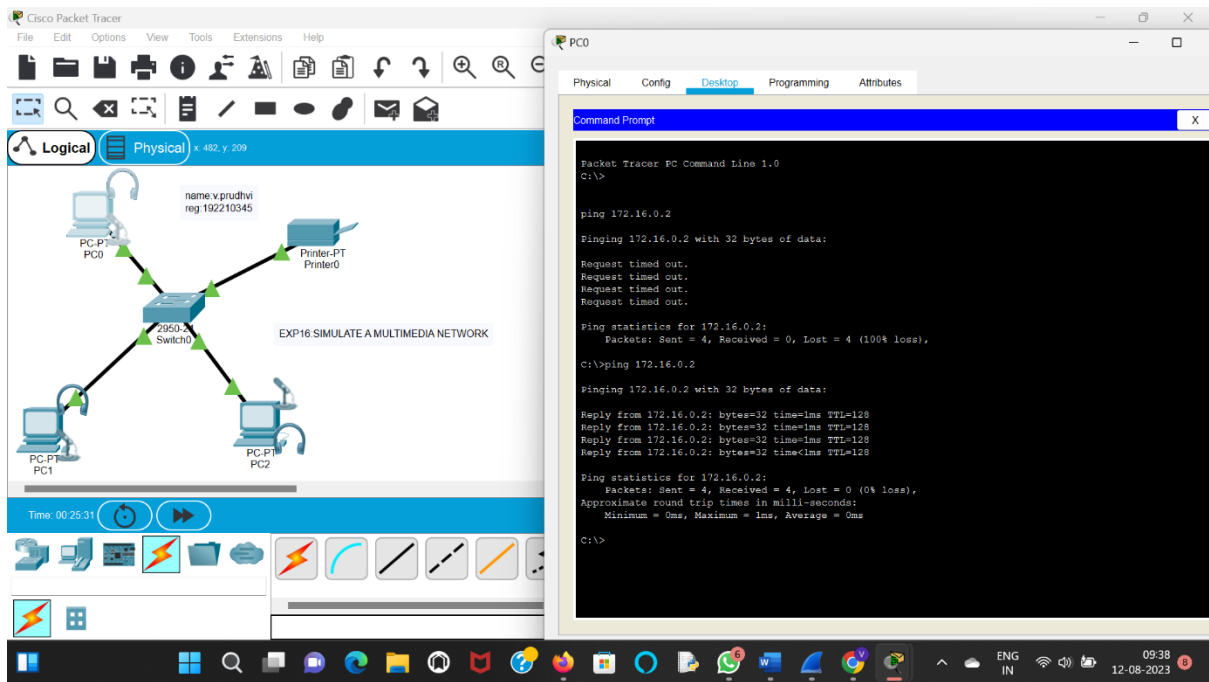 Cisco Packet Tracer
File Edit Options View Tools Extensions Help
Logical Physical x: 482, y: 209
name:v.prudhvi
reg:192210345
PC-PT
PC0
Printer-PT
Printer0
2950-24
Switch0
EXP16:SIMULATE A MULTIMEDIA NETWORK
PC-PT
PC1
PC-PT
PC2
Time: 00:25:31
PC0
Physical Config Desktop Programming Attributes
Command Prompt
X
Packet Tracer PC Command Line 1.0
C:\>
ping 172.16.0.2
Pinging 172.16.0.2 with 32 bytes of data:
Request timed out.
Request timed out.
Request timed out.
Request timed out.
Ping statistics for 172.16.0.2:
Packets: Sent = 4, Received = 0, Lost = 4 (100% loss),
C:\>ping 172.16.0.2
Pinging 172.16.0.2 with 32 bytes of data:
Reply from 172.16.0.2: bytes=32 time=1ms TTL=128
Reply from 172.16.0.2: bytes=32 time=1ms TTL=128
Reply from 172.16.0.2: bytes=32 time=1ms TTL=128
Reply from 172.16.0.2: bytes=32 time<1ms TTL=128
Ping statistics for 172.16.0.2:
Packets: Sent = 4, Received = 4, Lost = 0 (0% loss),
Approximate round trip times in milli-seconds:
Minimum = 0ms, Maximum = 1ms, Average = 0ms
C:\>
6
ENG
IN
09:38
12-08-2023
8